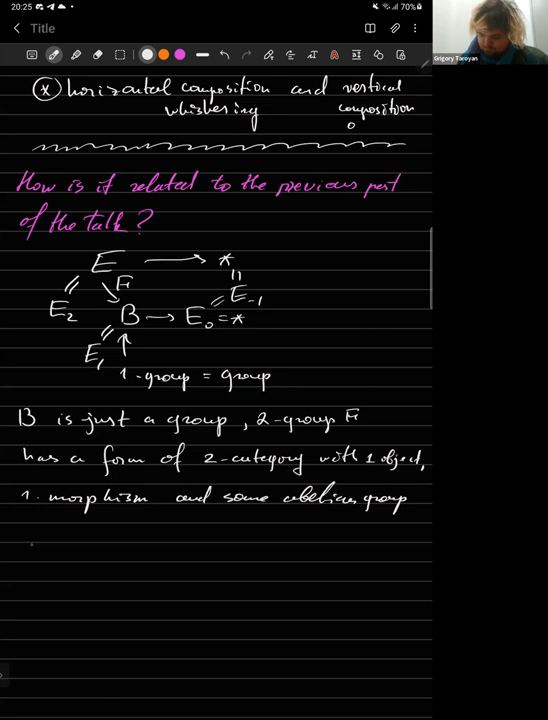 20:25
70%
Title
Grigory Taroyan
(x) horizontal composition and vertical
whiskering composition
o
How is it related to the previous part
of the talk?
E → *
F
E₂ B → E₀ = * E₋₁
E₁
1-group = group
B is just a group, 2-group F
has a form of 2-category with 1 object,
1-morphism and some abelian group